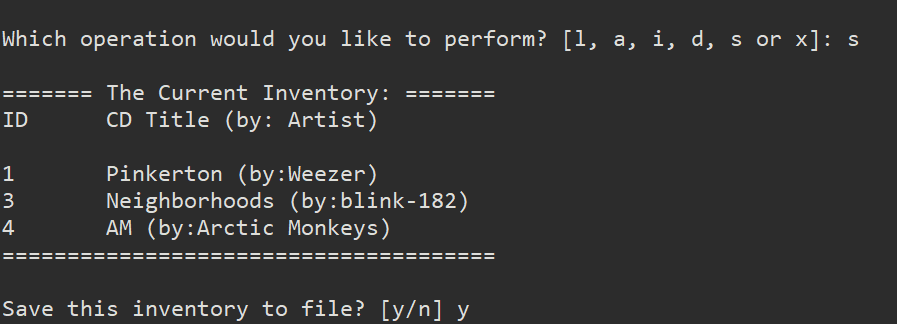 Which operation would you like to perform? [l, a, i, d, s or x]: s
======= The Current Inventory: =======
ID      CD Title (by: Artist)
1       Pinkerton (by:Weezer)
3       Neighborhoods (by:blink-182)
4       AM (by:Arctic Monkeys)
======================================
Save this inventory to file? [y/n] y